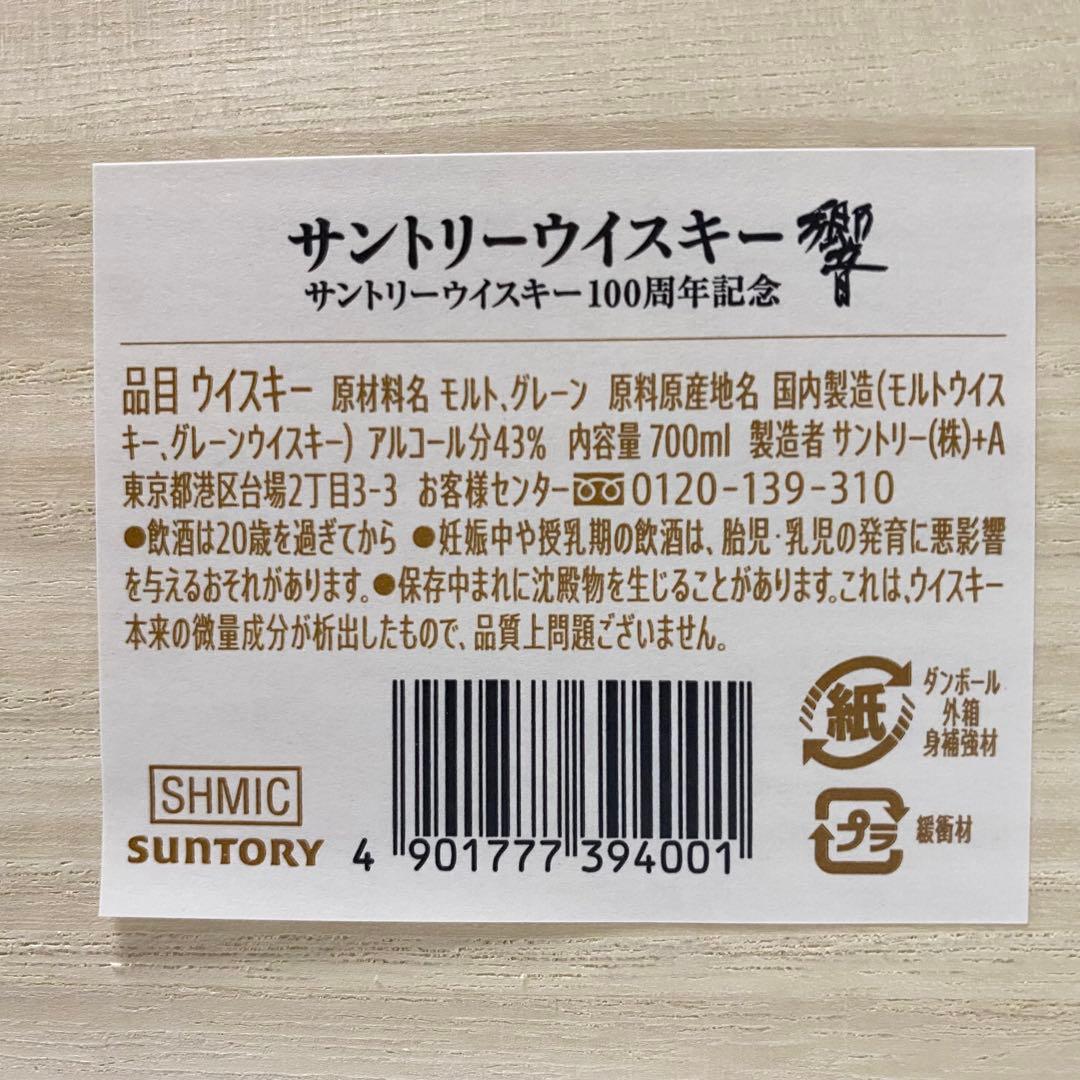 サントリーウイスキー響
サントリーウイスキー100周年記念
品目 ウイスキー 原材料名 モルト、グレーン 原料原産地名 国内製造(モルトウイス
キー、グレーンウイスキー) アルコール分43% 内容量 700ml 製造者 サントリー(株)+A
東京都港区台場2丁目3-3 お客様センター 0120-139-310
●飲酒は20歳を過ぎてから ●妊娠中や授乳期の飲酒は、胎児・乳児の発育に悪影響
を与えるおそれがあります。●保存中まれに沈殿物を生じることがあります。これは、ウイスキー
本来の微量成分が析出したもので、品質上問題ございません。
紙 ダンボール
外箱
身補強材
SHMIC
SUNTORY
4 901777 394001
プラ 緩衝材